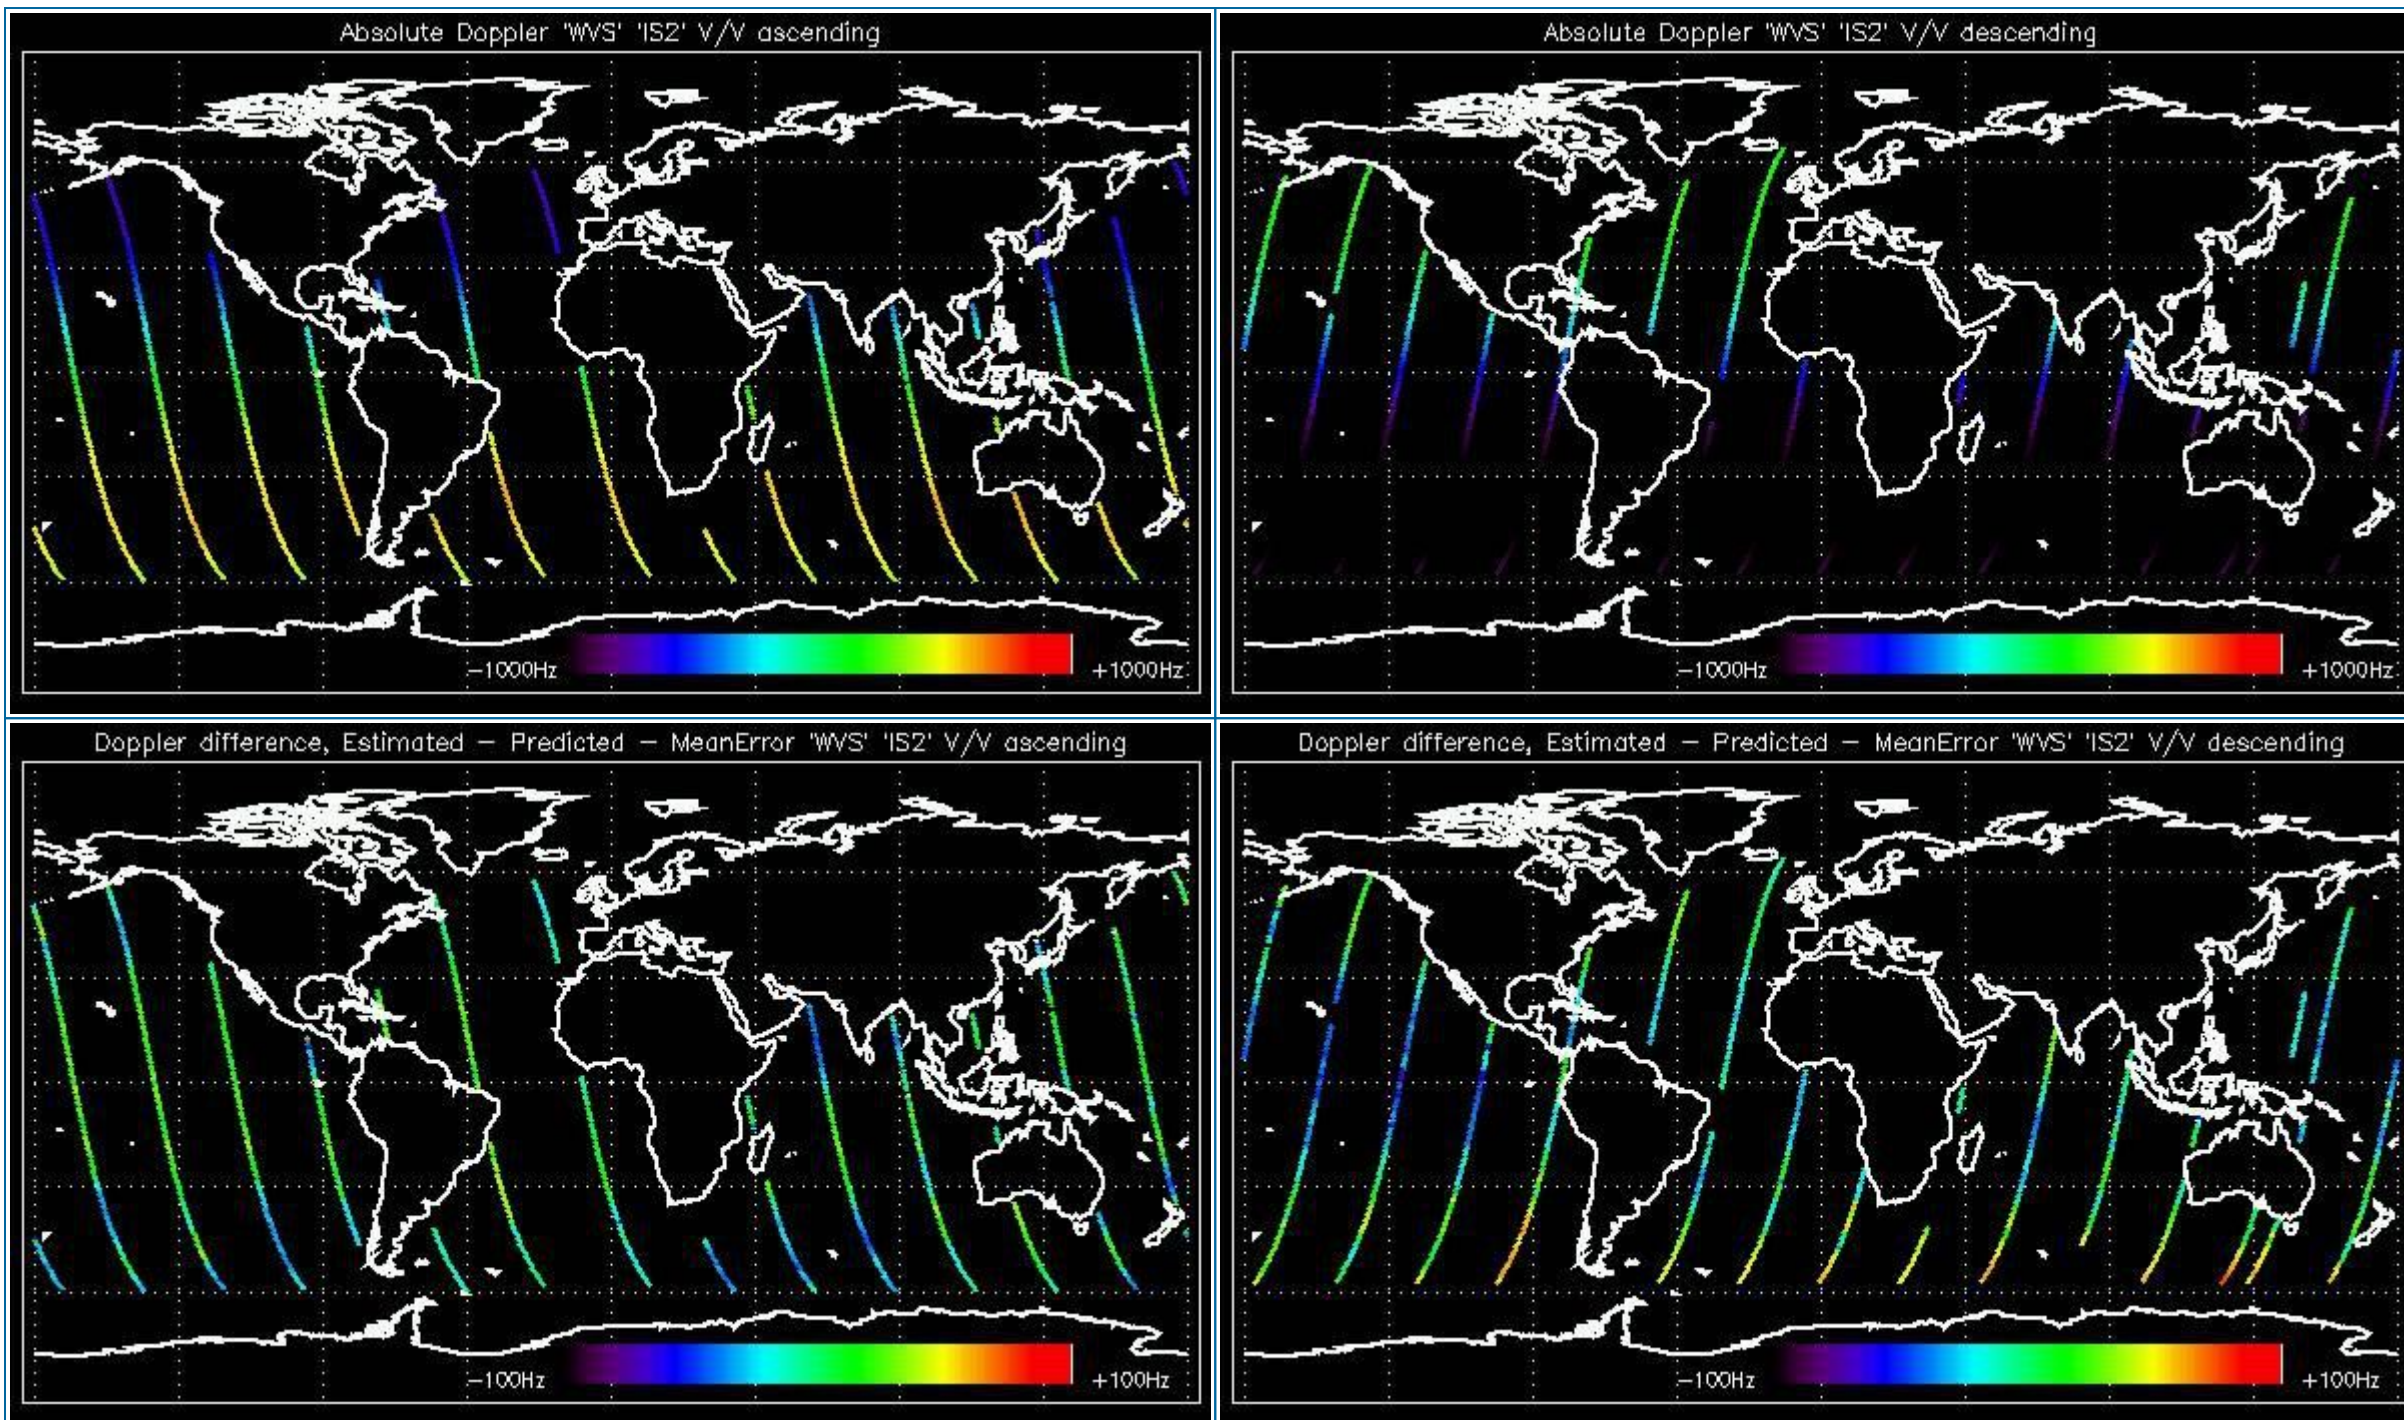 Absolute Doppler 'WVS' 'IS2' V/V ascending
−1000Hz
+1000Hz
Absolute Doppler 'WVS' 'IS2' V/V descending
−1000Hz
+1000Hz
Doppler difference, Estimated − Predicted − MeanError 'WVS' 'IS2' V/V ascending
−100Hz
+100Hz
Doppler difference, Estimated − Predicted − MeanError 'WVS' 'IS2' V/V descending
−100Hz
+100Hz